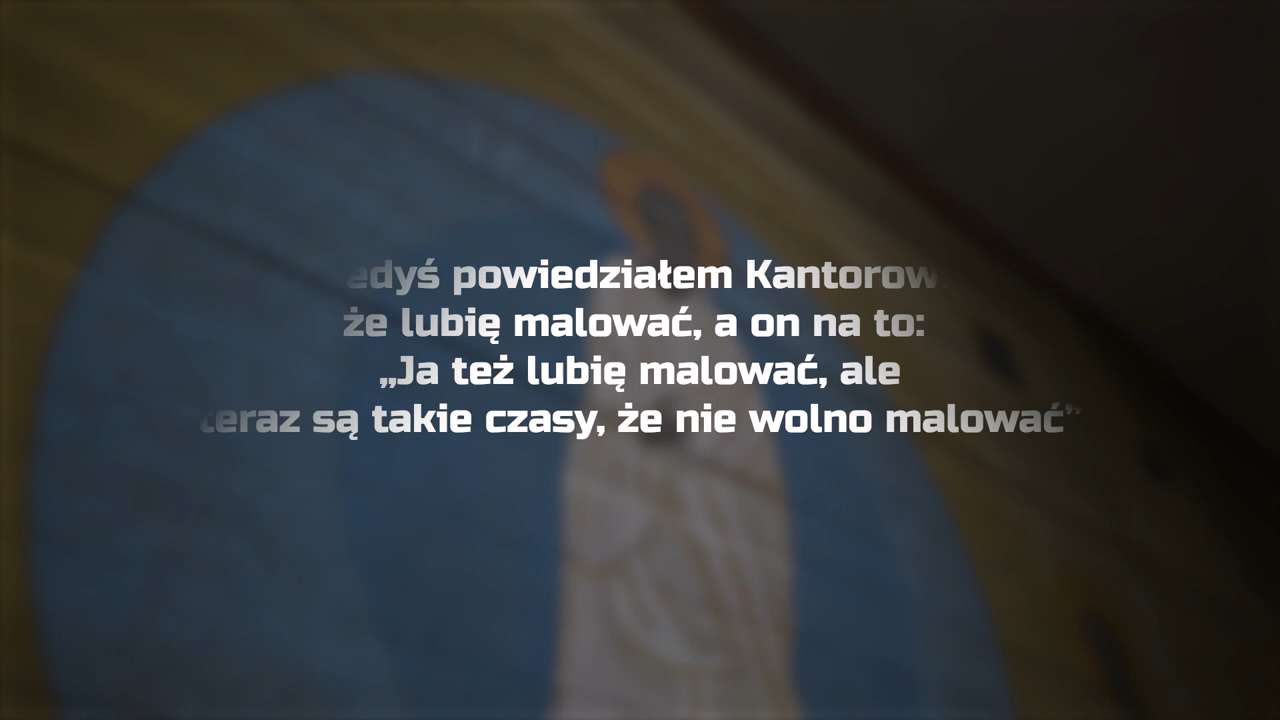 edyś powiedziałem Kantorow
że lubię malować, a on na to:
„Ja też lubię malować, ale
teraz są takie czasy, że nie wolno malować”